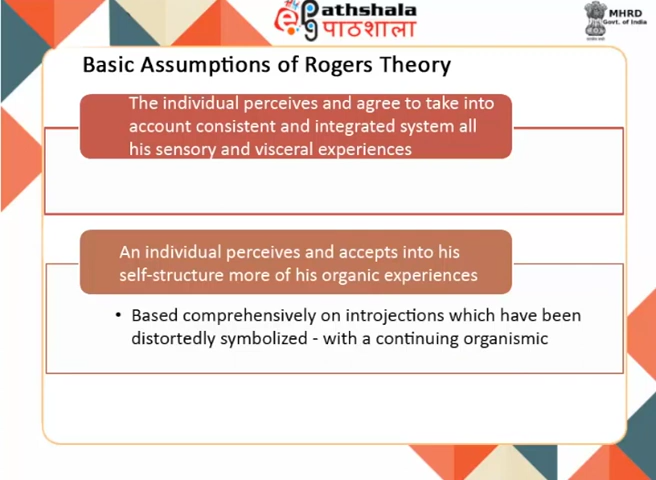 ePathshala
पाठशाला
MHRD
Govt. of India
Basic Assumptions of Rogers Theory
The individual perceives and agree to take into
account consistent and integrated system all
his sensory and visceral experiences
An individual perceives and accepts into his
self-structure more of his organic experiences
• Based comprehensively on introjections which have been
distortedly symbolized - with a continuing organismic